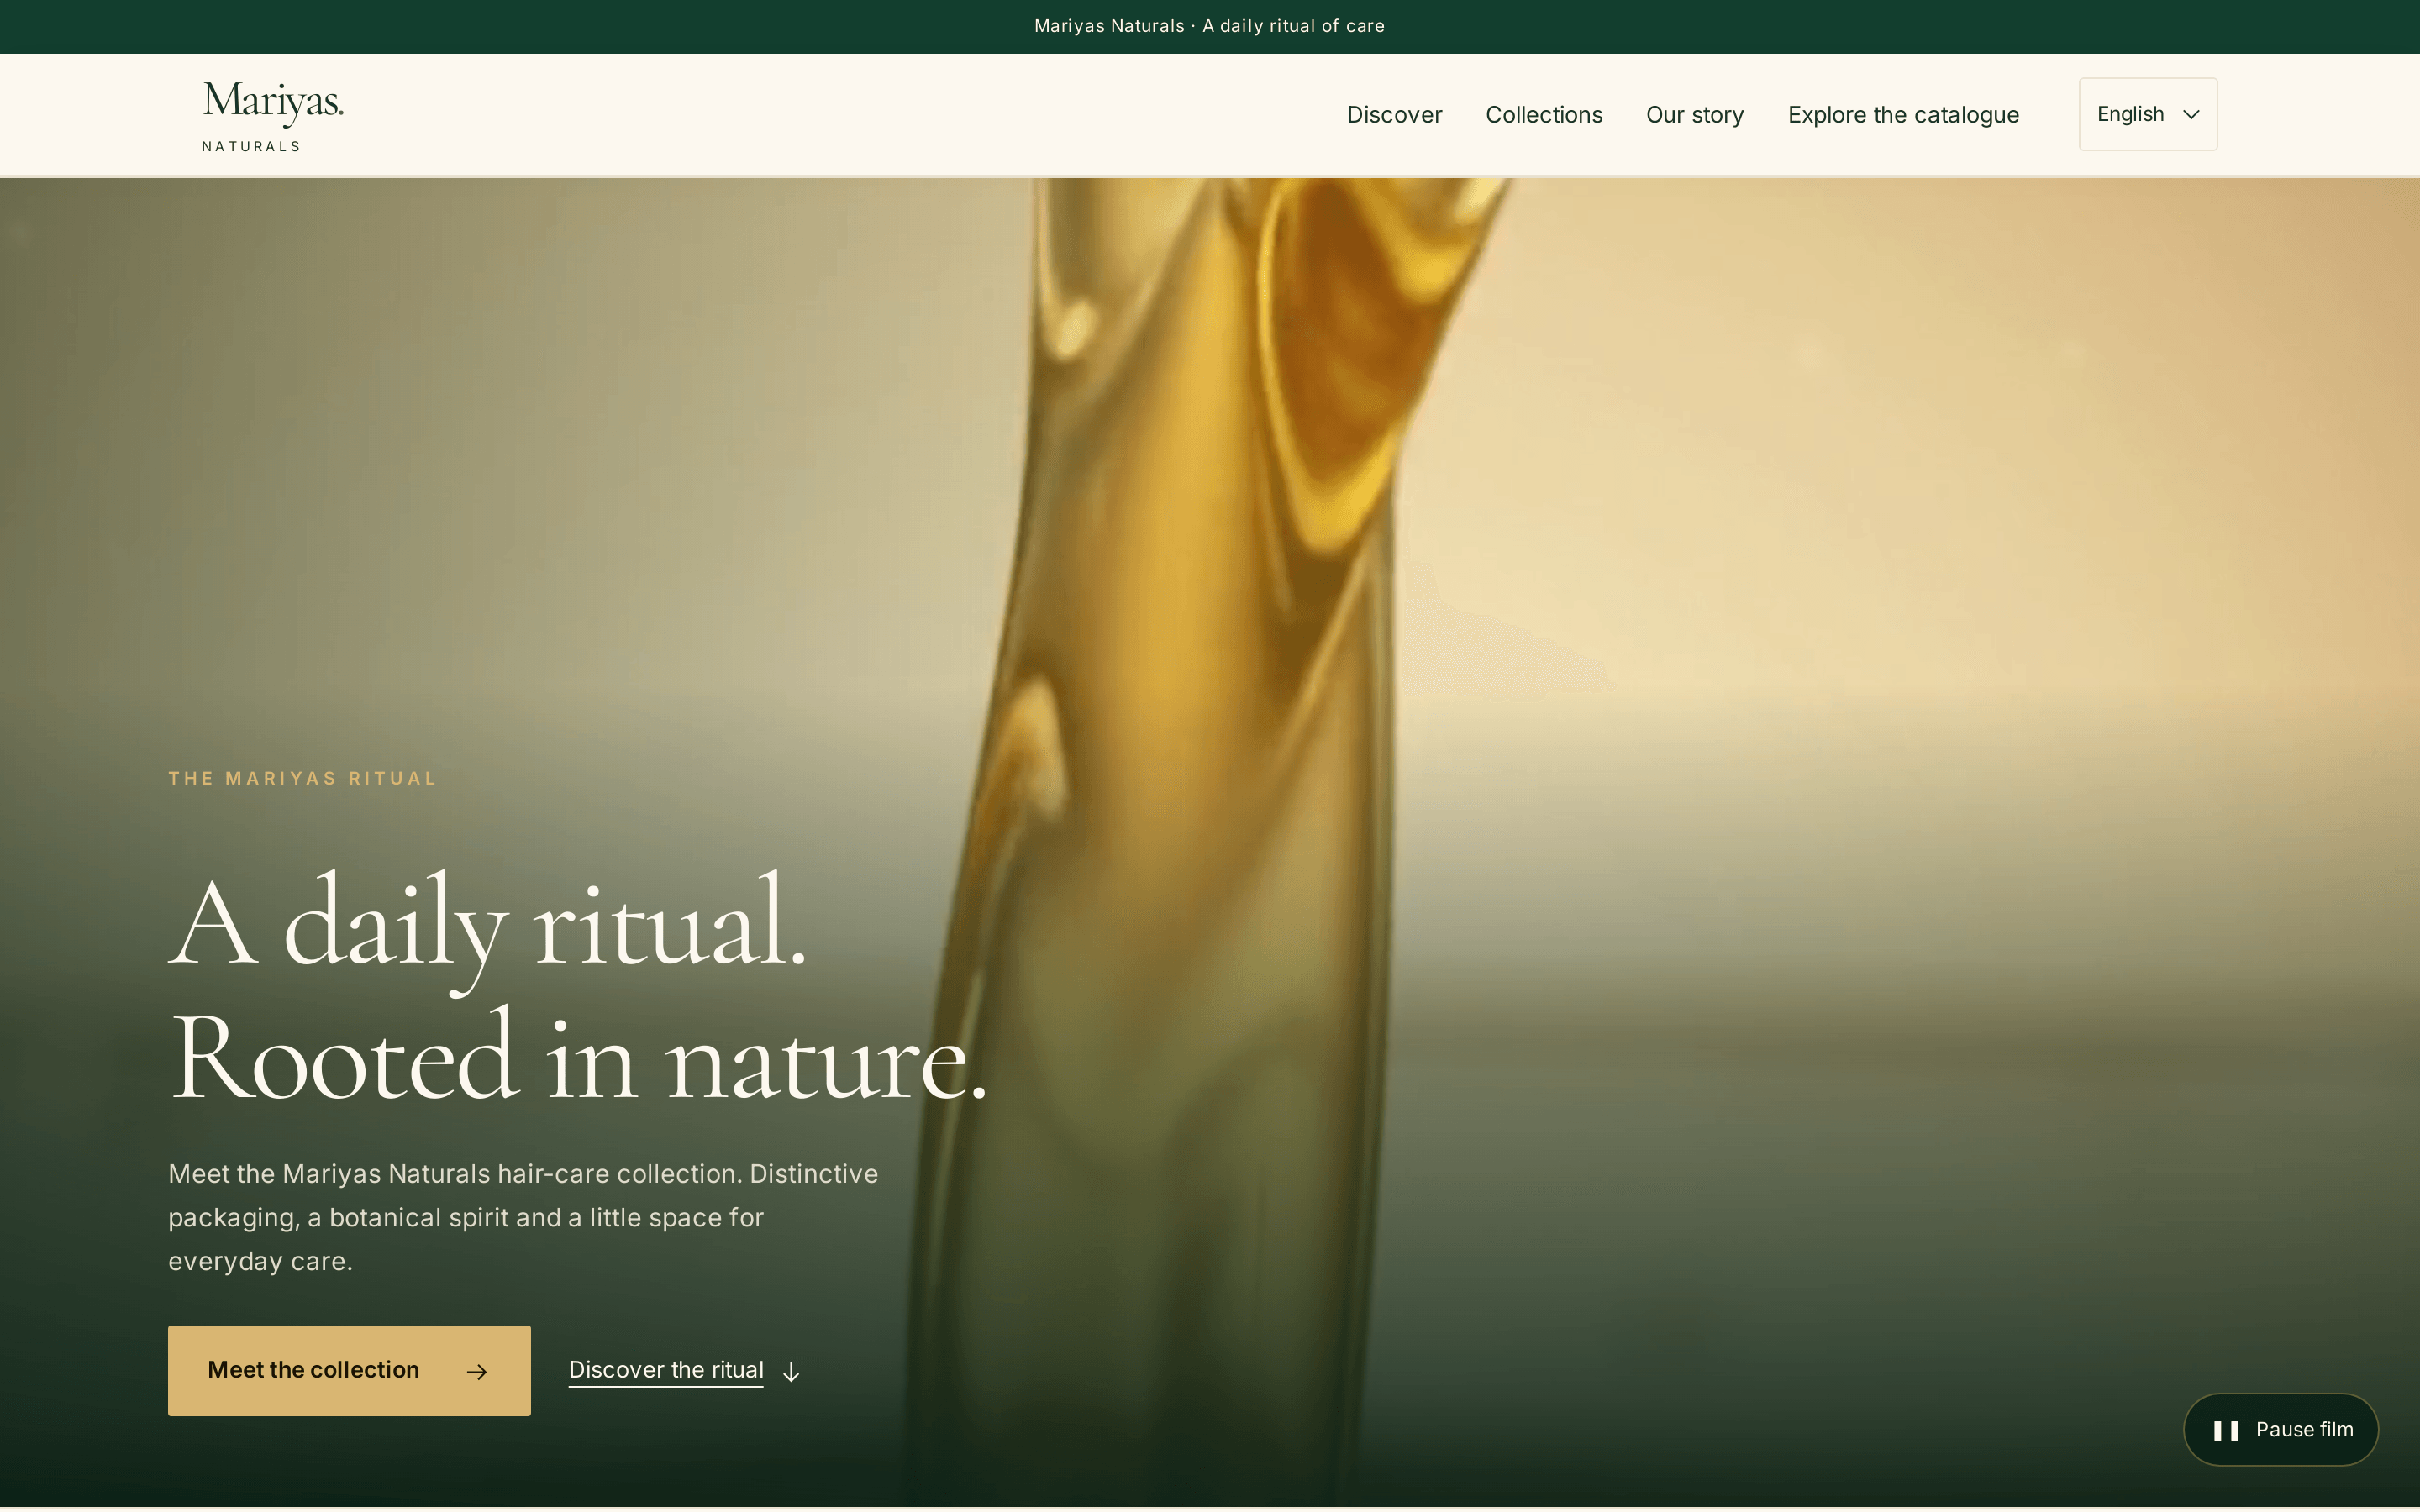 Mariyas Naturals · A daily ritual of care
Mariyas.
NATURALS
Discover
Collections
Our story
Explore the catalogue
English
THE MARIYAS RITUAL
A daily ritual.
Rooted in nature.
Meet the Mariyas Naturals hair-care collection. Distinctive
packaging, a botanical spirit and a little space for
everyday care.
Meet the collection
Discover the ritual
Pause film